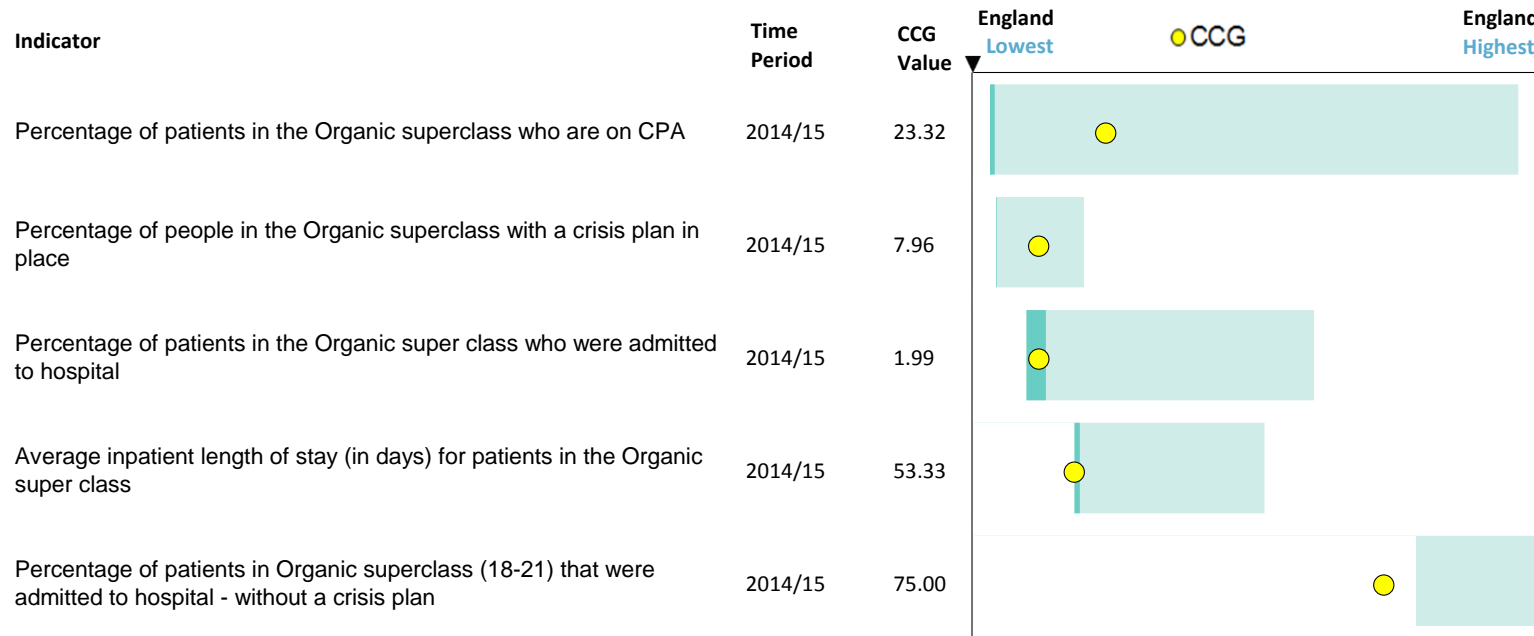 Indicator
Time
Period
CCG
Value
England
Lowest
CCG
England
Highest
Percentage of patients in the Organic superclass who are on CPA
2014/15
23.32
Percentage of people in the Organic superclass with a crisis plan in
place
2014/15
7.96
Percentage of patients in the Organic super class who were admitted
to hospital
2014/15
1.99
Average inpatient length of stay (in days) for patients in the Organic
super class
2014/15
53.33
Percentage of patients in Organic superclass (18-21) that were
admitted to hospital - without a crisis plan
2014/15
75.00